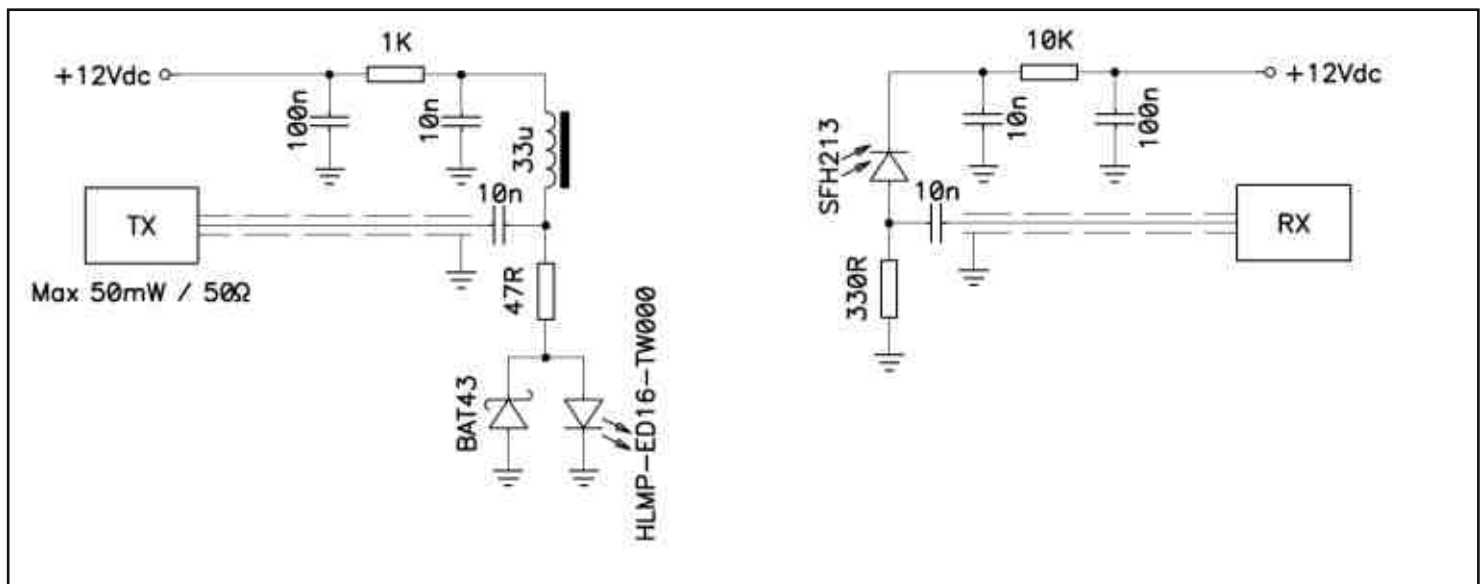 1K
+12Vdc
100n
10n
33u
10n
TX
Max 50mW / 50Ω
47R
BAT43
HLMP-ED16-TW000
10K
+12Vdc
10n
100n
SFH213
10n
RX
330R